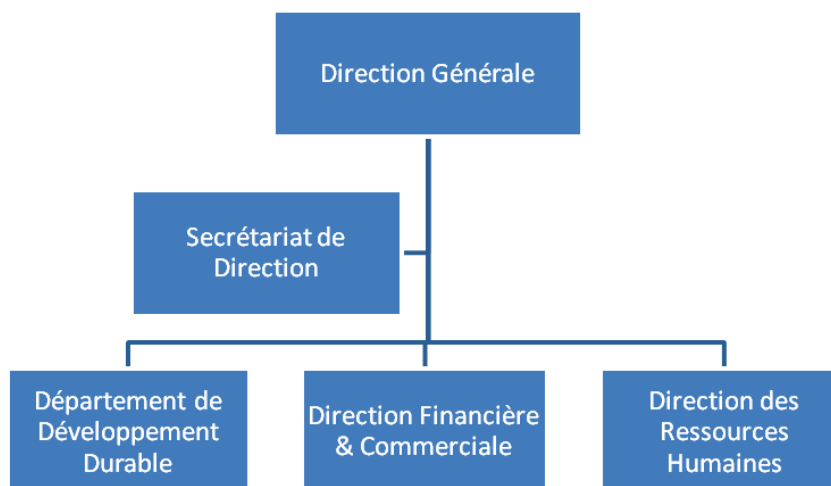 Direction Générale
Secrétariat de
Direction
Département de
Développement
Durable
Direction Financière
& Commerciale
Direction des
Ressources
Humaines